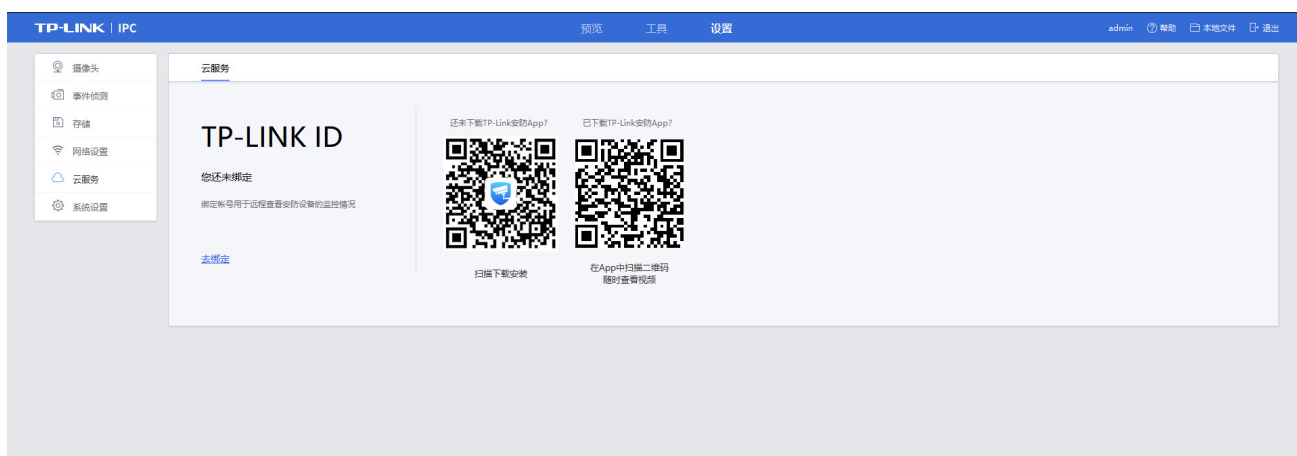 TP-LINK | IPC
预览 工具 设置
admin 帮助 本地文件 退出
摄像头
事件侦测
存储
网络设置
云服务
系统设置
云服务
TP-LINK ID
您还未绑定
绑定帐号用于远程查看安防设备的监控情况
去绑定
还未下载TP-Link安防App?
扫描下载安装
已下载TP-Link安防App?
在App中扫描二维码
随时查看视频